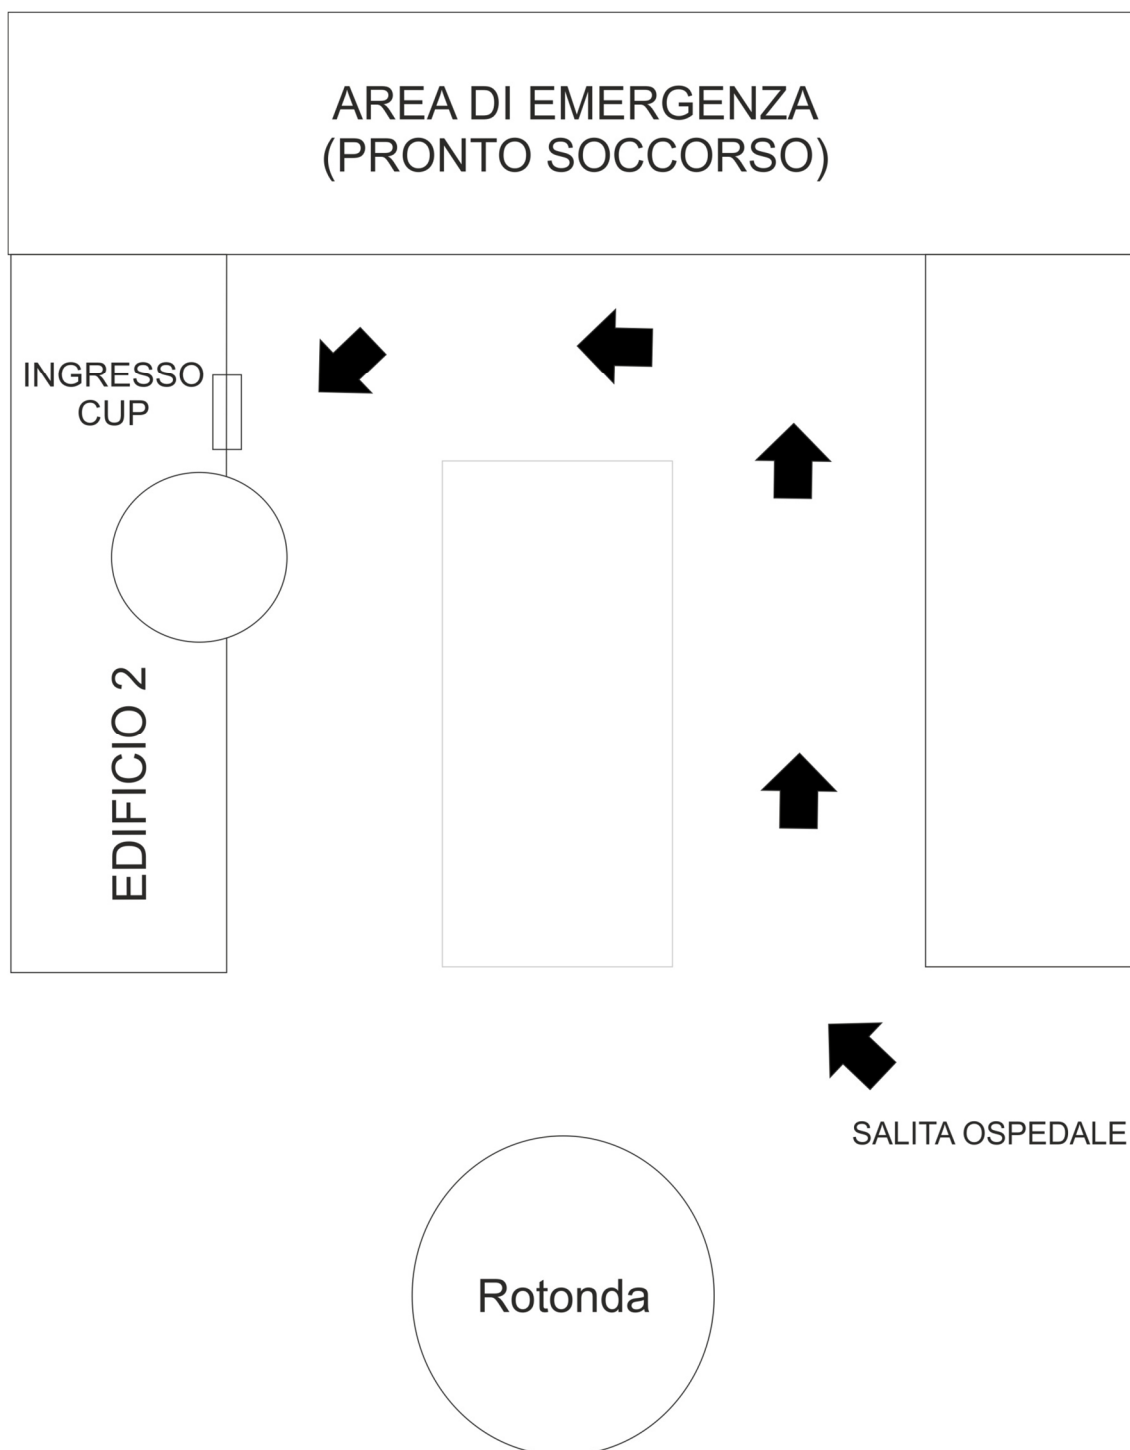 AREA DI EMERGENZA
(PRONTO SOCCORSO)
INGRESSO
CUP
EDIFICIO 2
SALITA OSPEDALE
Rotonda